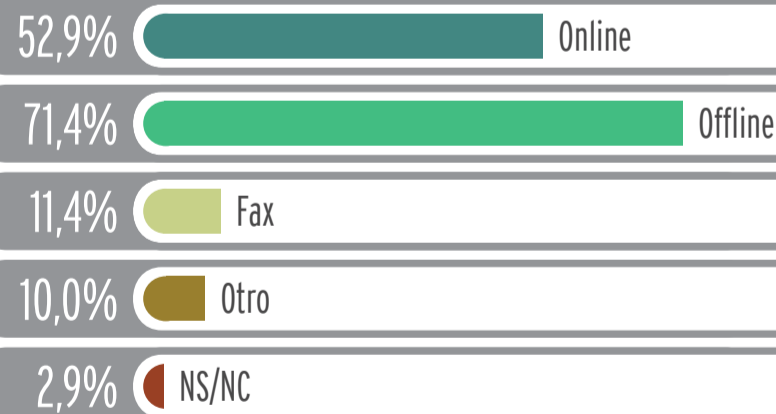 52,9% Online
71,4% Offline
11,4% Fax
10,0% Otro
2,9% NS/NC